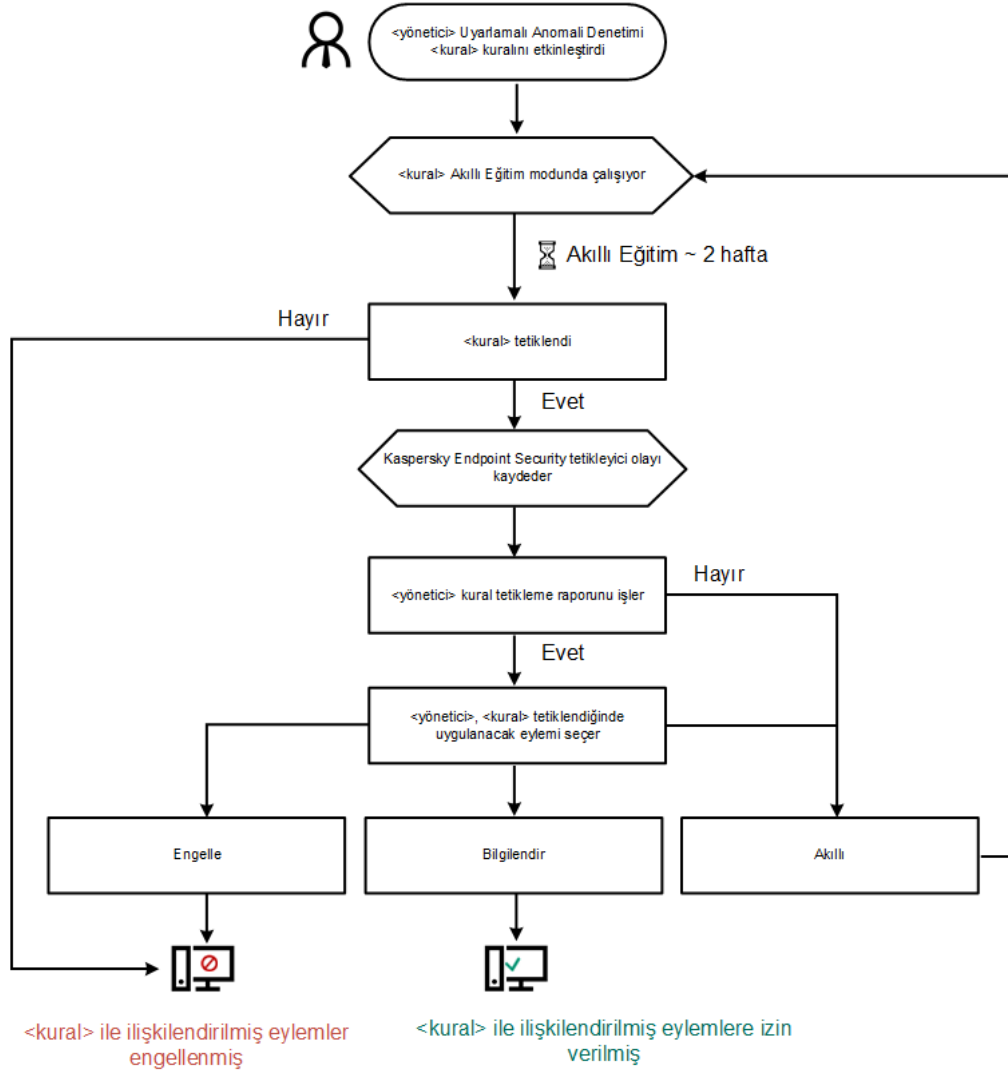 <yönetici> Uyarlamalı Anomali Denetimi
<kural> kuralını etkinleştirdi
<kural> Akıllı Eğitim modunda çalışıyor
Akıllı Eğitim ~ 2 hafta
Hayır
<kural> tetiklendi
Evet
Kaspersky Endpoint Security tetikleyici olayı
kaydeder
Hayır
<yönetici> kural tetikleme raporunu işler
Evet
<yönetici>, <kural> tetiklendiğinde
uygulanacak eylemi seçer
Engelle
Bilgilendir
Akıllı
<kural> ile ilişkilendirilmiş eylemler
engellenmiş
<kural> ile ilişkilendirilmiş eylemlere izin
verilmiş